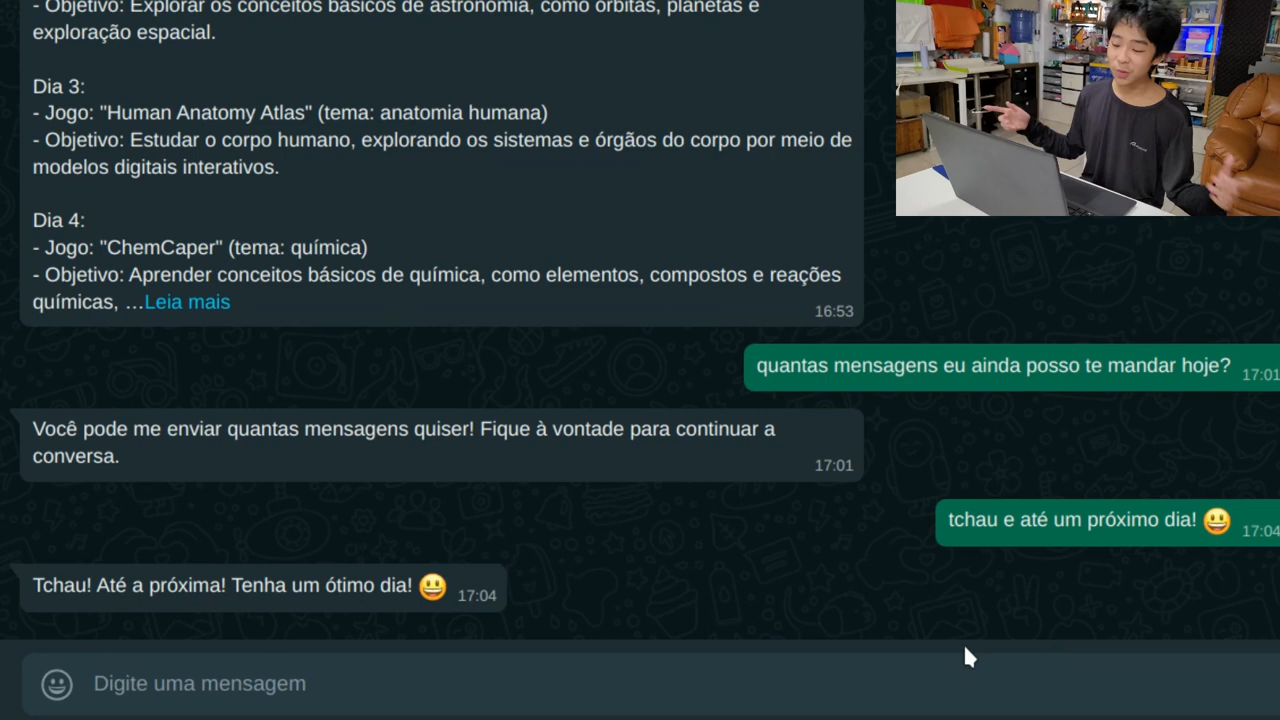 - Objetivo: Explorar os conceitos básicos de astronomia, como órbitas, planetas e
exploração espacial.
Dia 3:
- Jogo: "Human Anatomy Atlas" (tema: anatomia humana)
- Objetivo: Estudar o corpo humano, explorando os sistemas e órgãos do corpo por meio de
modelos digitais interativos.
Dia 4:
- Jogo: "ChemCaper" (tema: química)
- Objetivo: Aprender conceitos básicos de química, como elementos, compostos e reações
químicas, ...Leia mais
16:53
quantas mensagens eu ainda posso te mandar hoje?
17:01
Você pode me enviar quantas mensagens quiser! Fique à vontade para continuar a
conversa.
17:01
tchau e até um próximo dia! 😃
17:04
Tchau! Até a próxima! Tenha um ótimo dia! 😃
17:04
Digite uma mensagem